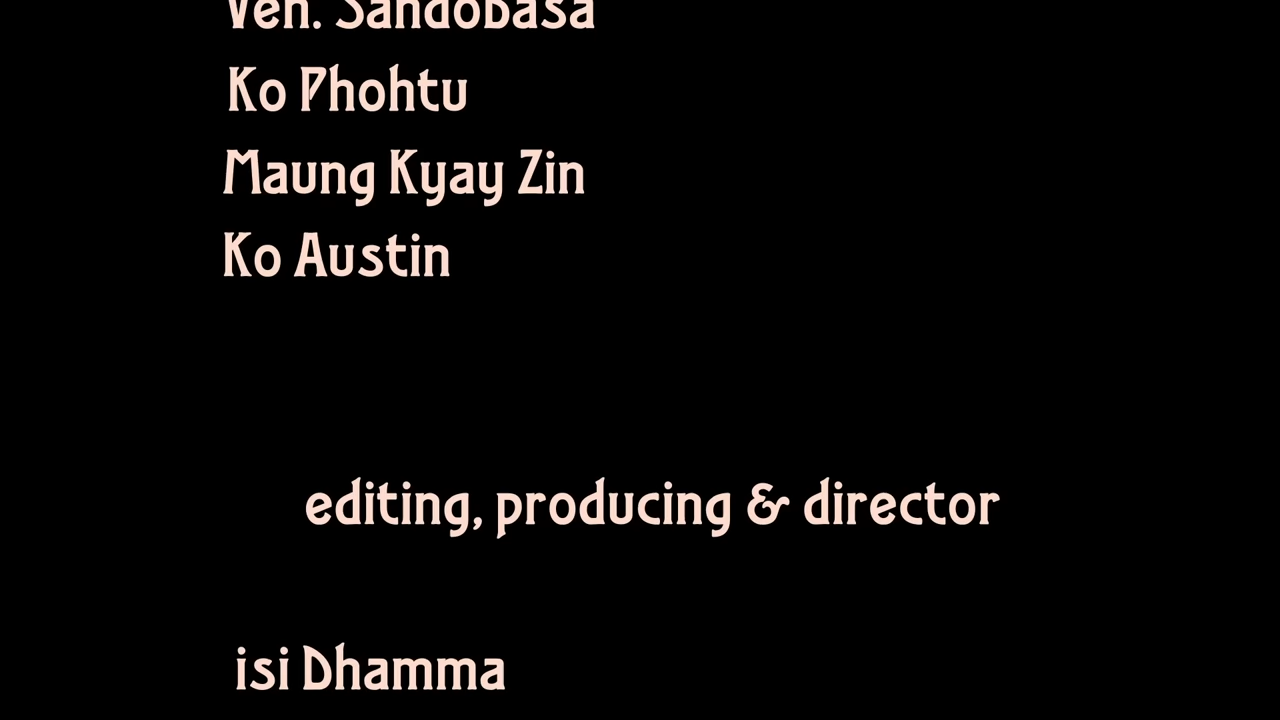 Ven. Sandobasa
Ko Phohtu
Maung Kyay Zin
Ko Austin
editing, producing & director
isi Dhamma